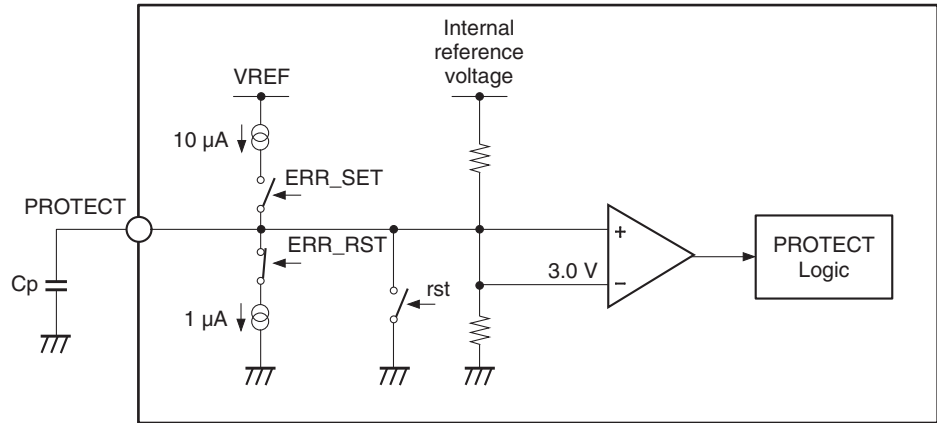 Internal
reference
voltage
VREF
10 µA
ERR_SET
PROTECT
ERR_RST
Cp
1 µA
rst
3.0 V
+
−
PROTECT
Logic